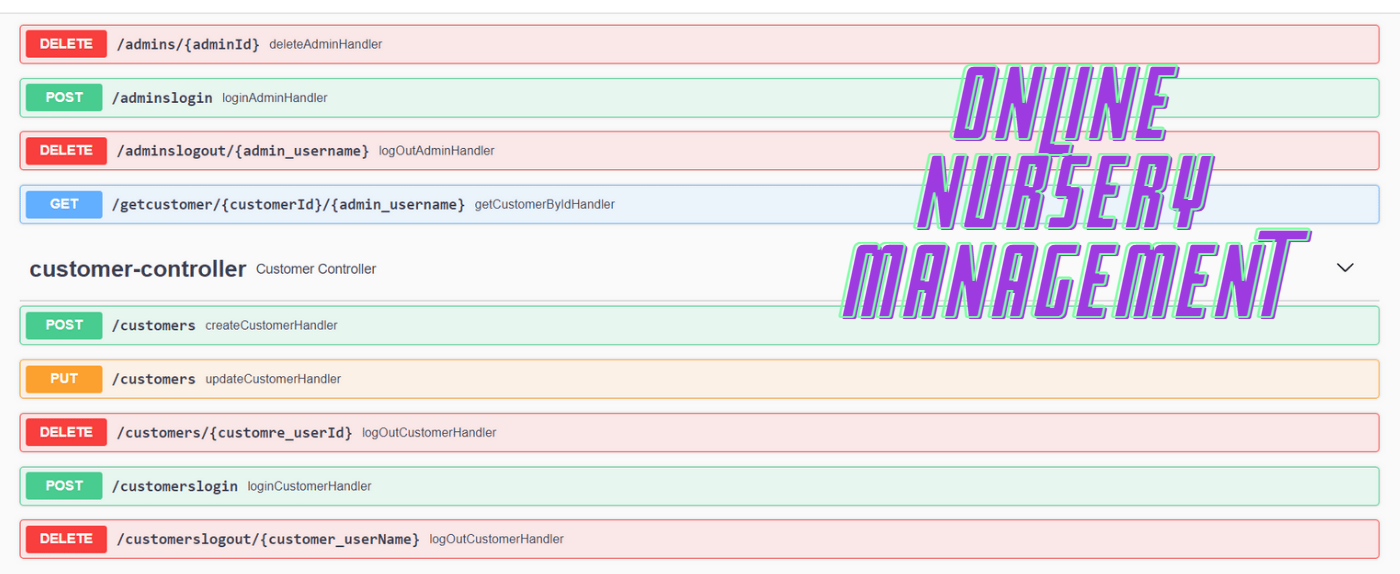 DELETE /admins/{adminId} deleteAdminHandler
POST /adminslogin loginAdminHandler
DELETE /adminslogout/{admin_username} logOutAdminHandler
GET /getcustomer/{customerId}/{admin_username} getCustomerByIdHandler
ONLINE
NURSERY
MANAGEMENT
customer-controller Customer Controller
POST /customers createCustomerHandler
PUT /customers updateCustomerHandler
DELETE /customers/{customre_userId} logOutCustomerHandler
POST /customerslogin loginCustomerHandler
DELETE /customerslogout/{customer_userName} logOutCustomerHandler